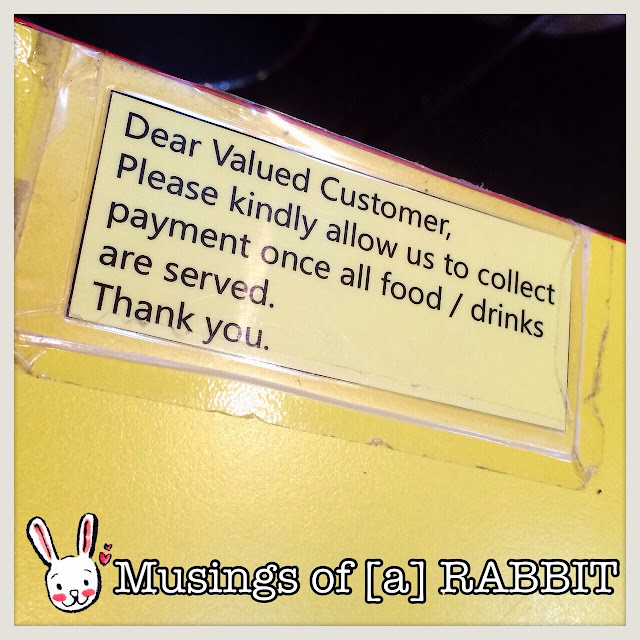 Dear Valued Customer,
Please kindly allow us to collect
payment once all food / drinks
are served.
Thank you.
Musings of [a] RABBIT